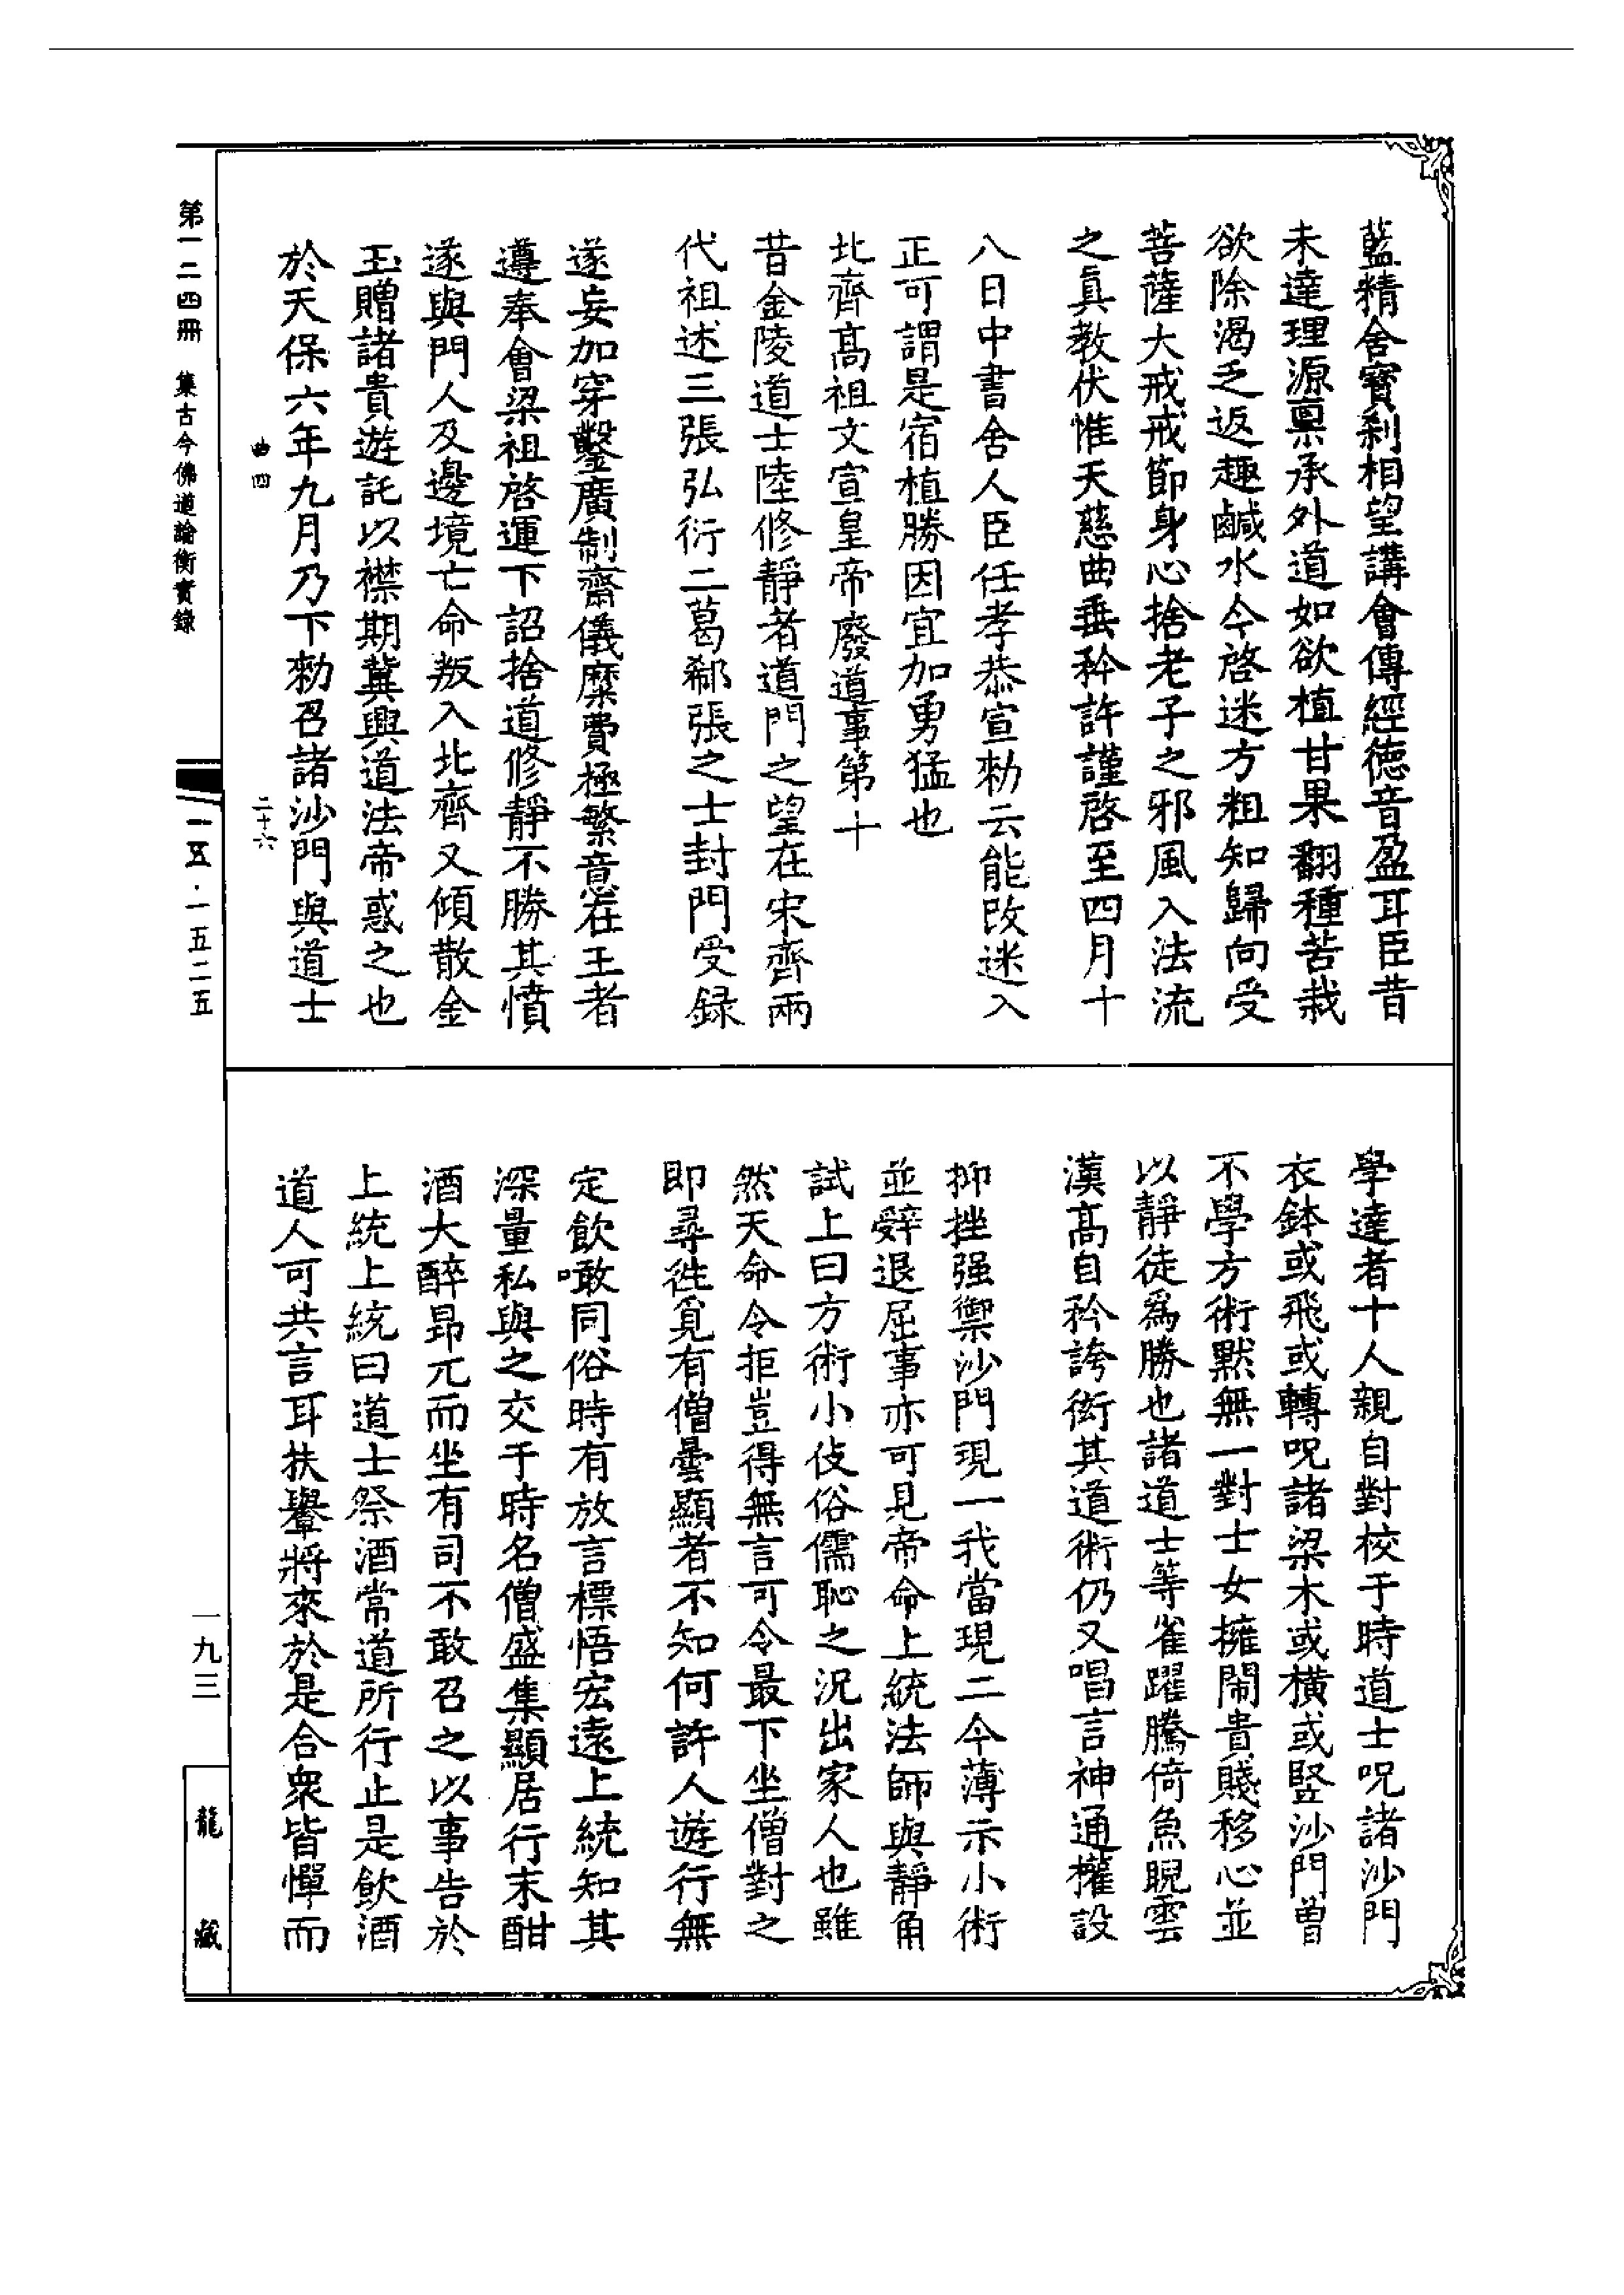 藍精舍寳刹相望講會傳經德音盈耳臣昔
未達理源禀承外道如欲植甘果翻種苦栽
欲除渴乏返趣鹹水今啓迷方粗知歸向受
菩薩大戒戒節身心捨老子之邪風入法流
之眞教伏惟天慈曲垂矜許謹啓至四月十
八日中書舍人臣任孝恭宣勑云能改迷入
正可謂是宿植勝因宜加勇猛也
北齊髙祖文宣皇帝廢道事第十
昔金陵道士陸修靜者道門之望在宋齊兩
代祖述三張弘衍二葛郗張之士封門受録
遂妄加穿鑿廣制齋儀糜費極繁意在王者
遵奉會梁祖啓運下詔捨道修靜不勝其憤
遂與門人及邊境亡命叛入北齊又傾散金
玉贈諸貴遊託以襟期冀興道法帝惑之也
於天保六年九月乃下勑召諸沙門與道士
曲四
二十六
學達者十人親自對校于時道士呪諸沙門
衣鉢或飛或轉呪諸梁木或橫或竪沙門曽
不學方術默無一對士女擁鬧貴賤移心並
以靜徒爲勝也諸道士等雀躍騰倚魚睨雲
漢髙自矜誇衒其道術仍又唱言神通權設
抑挫强禦沙門現一我當現二今薄示小術
並辤退屈事亦可見帝命上統法師與靜角
試上曰方術小伎俗儒恥之況出家人也雖
然天命令拒豈得無言可令最下坐僧對之
即尋徃覓有僧曇顯者不知何許人遊行無
定飲噉同俗時有放言標悟宏遠上統知其
深量私與之交于時名僧盛集顯居行末酣
酒大醉昂兀而坐有司不敢召之以事告於
上統上統曰道士祭酒常道所行止是飲酒
道人可共言耳扶轝將來於是合衆皆憚而
第一二四冊 集古今佛道論衡實錄
一五·一五二五
一九三
龍藏